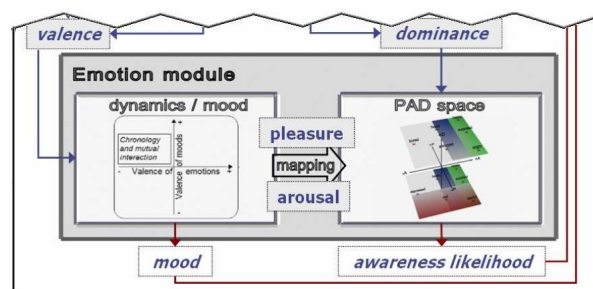 valence
dominance
Emotion module
dynamics / mood
PAD space
+
Chronology
and mutual
interaction
- Valence of emotions +
Valence of moods
-
pleasure
mapping
arousal
mood
awareness likelihood